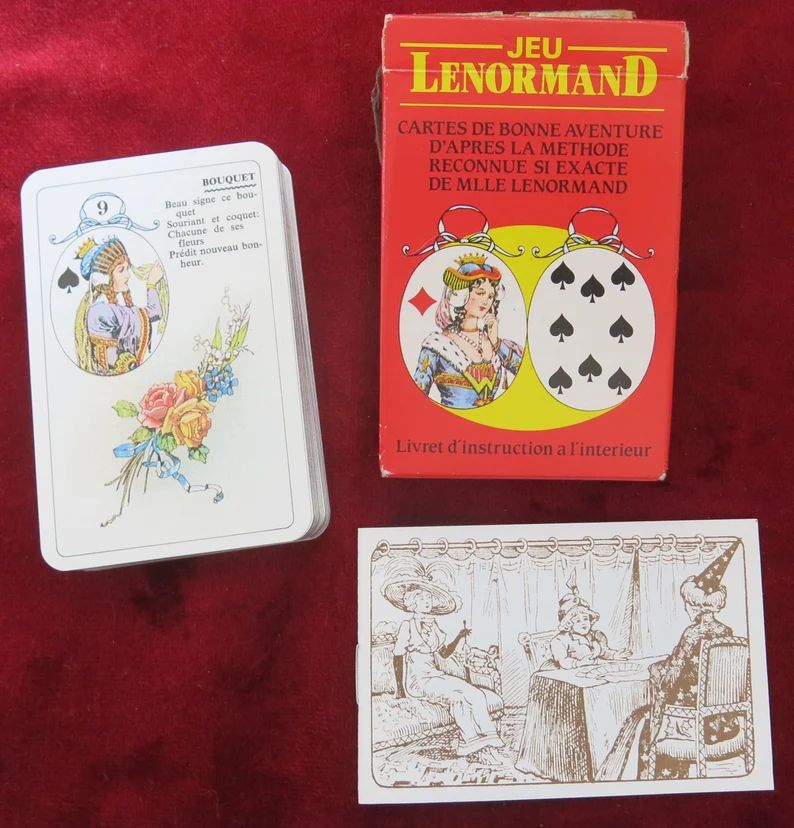 9
BOUQUET
Beau signe ce bou-
quet
Souriant et coquet:
Chacune de ses
fleurs
Prédit nouveau bon-
heur.
JEU
LENORMAND
CARTES DE BONNE AVENTURE
D'APRES LA METHODE
RECONNUE SI EXACTE
DE MLLE LENORMAND
Livret d'instruction a l'interieur